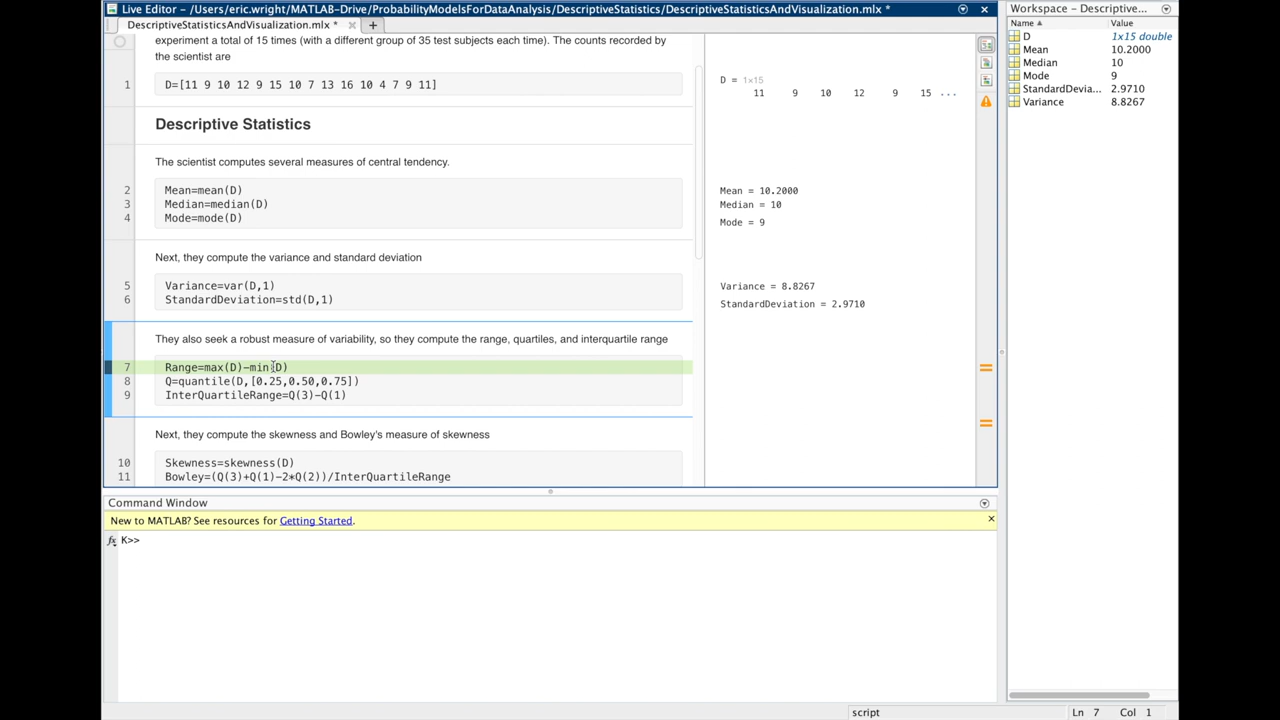 Live Editor - /Users/eric.wright/MATLAB-Drive/ProbabilityModelsForDataAnalysis/DescriptiveStatistics/DescriptiveStatisticsAndVisualization.mlx *
DescriptiveStatisticsAndVisualization.mlx *
experiment a total of 15 times (with a different group of 35 test subjects each time). The counts recorded by
the scientist are
1 D=[11 9 10 12 9 15 10 7 13 16 10 4 7 9 11]
Descriptive Statistics
The scientist computes several measures of central tendency.
2 Mean=mean(D)
3 Median=median(D)
4 Mode=mode(D)
Next, they compute the variance and standard deviation
5 Variance=var(D,1)
6 StandardDeviation=std(D,1)
They also seek a robust measure of variability, so they compute the range, quartiles, and interquartile range
7 Range=max(D)-min(D)
8 Q=quantile(D,[0.25,0.50,0.75])
9 InterQuartileRange=Q(3)-Q(1)
Next, they compute the skewness and Bowley's measure of skewness
10 Skewness=skewness(D)
11 Bowley=(Q(3)+Q(1)-2*Q(2))/InterQuartileRange
D = 1×15
11 9 10 12 9 15 ...
Mean = 10.2000
Median = 10
Mode = 9
Variance = 8.8267
StandardDeviation = 2.9710
Workspace - Descriptive...
Name Value
D 1x15 double
Mean 10.2000
Median 10
Mode 9
StandardDevia... 2.9710
Variance 8.8267
Command Window
New to MATLAB? See resources for Getting Started.
fx K>>
script Ln 7 Col 1